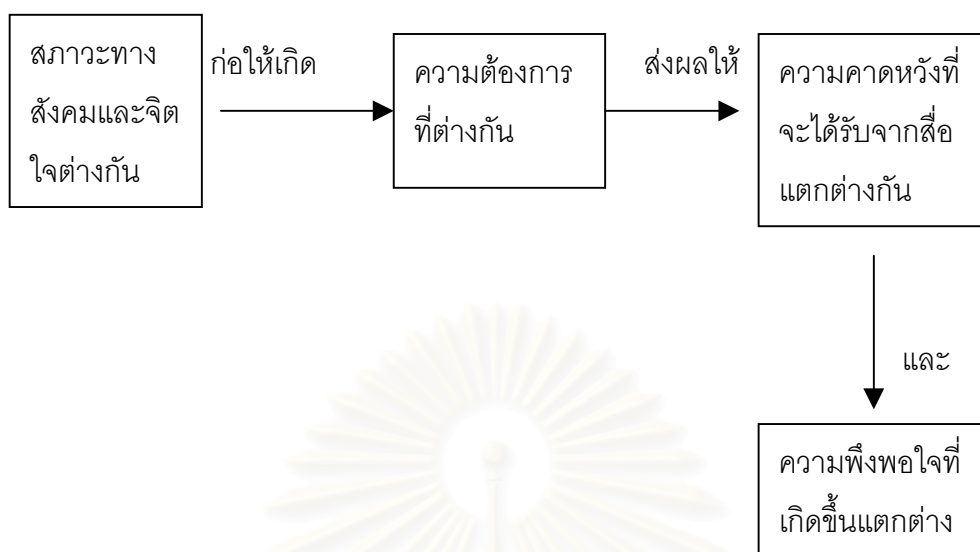 สภาวะทาง
สังคมและจิต
ใจต่างกัน
ก่อให้เกิด
ความต้องการ
ที่ต่างกัน
ส่งผลให้
ความคาดหวังที่
จะได้รับจากสื่อ
แตกต่างกัน
และ
ความพึงพอใจที่
เกิดขึ้นแตกต่าง